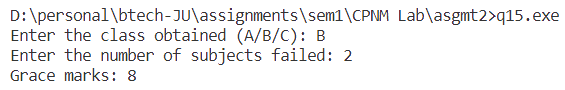 D:\personal\btech-JU\assignments\sem1\CPNM Lab\asgmt2>q15.exe
Enter the class obtained (A/B/C): B
Enter the number of subjects failed: 2
Grace marks: 8